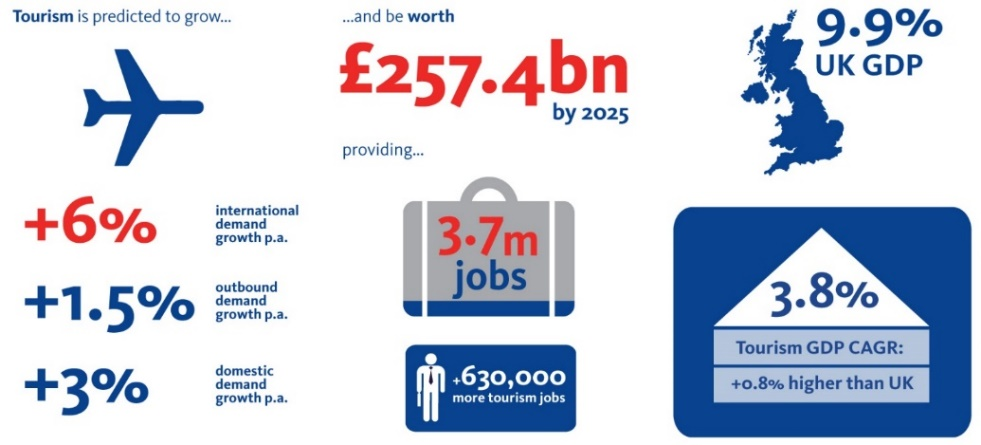 Tourism is predicted to grow...
+6%
international
demand
growth p.a.
+1.5%
outbound
demand
growth p.a.
+3%
domestic
demand
growth p.a.
...and be worth
£257.4bn
by 2025
providing...
3.7m
jobs
+630,000
more tourism jobs
9.9%
UK GDP
3.8%
Tourism GDP CAGR:
+0.8% higher than UK